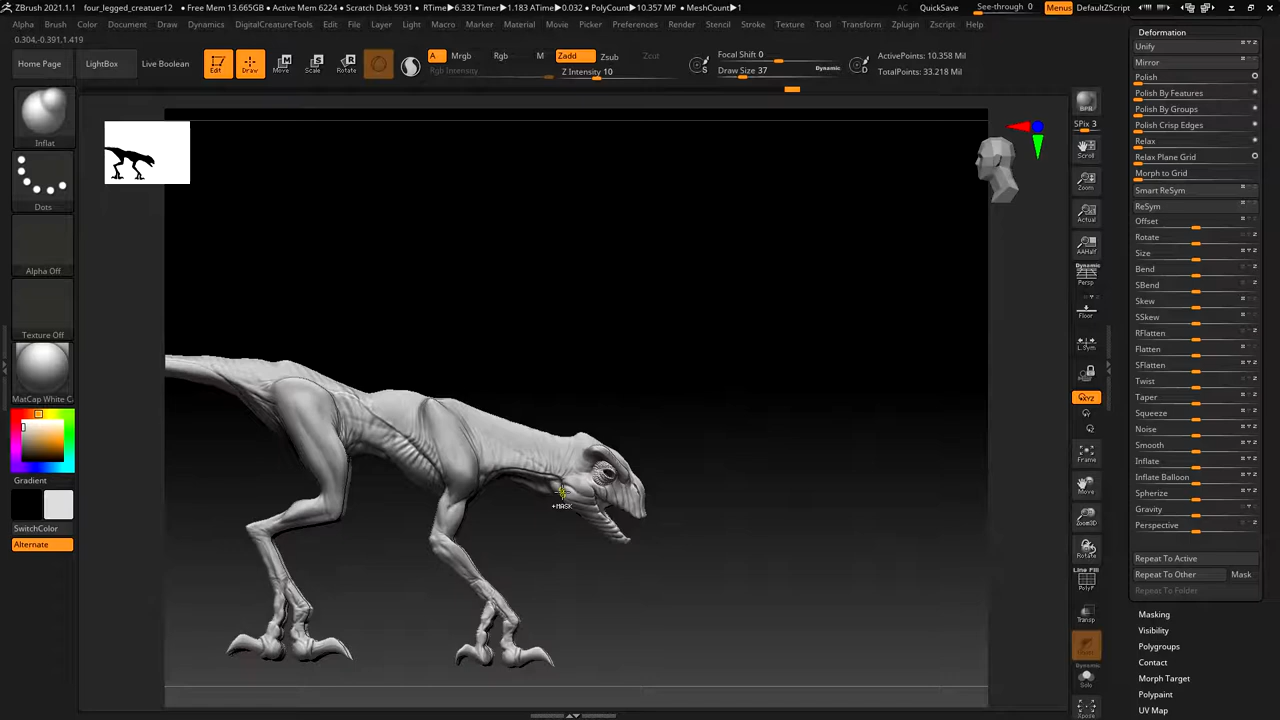 ZBrush 2021.1.1 four_legged_creatuer12 • Free Mem 13.665GB • Active Mem 6224 • Scratch Disk 5931 • RTime▸6.332 Timer▸1.183 ATime▸0.032 • PolyCount▸10.357 MP • MeshCount▸1 AC QuickSave See-through 0 Menus DefaultZScript
Alpha Brush Color Document Draw Dynamics DigitalCreatureTools Edit File Layer Light Macro Marker Material Movie Picker Preferences Render Stencil Stroke Texture Tool Transform Zplugin Zscript Help
0.304,-0.391,1.419
Home Page LightBox Live Boolean Edit Draw Move Scale Rotate
A Mrgb Rgb M Zadd Zsub Zcut
Rgb Intensity Z Intensity 10
Focal Shift 0
Draw Size 37 Dynamic
S D
ActivePoints: 10.358 Mil
TotalPoints: 33.218 Mil
Inflat
Dots
Alpha Off
Texture Off
MatCap White C
Gradient
SwitchColor
Alternate
+MASK
BPR
SPix 3
Scroll
Zoom
Actual
AAHalf
Dynamic
Persp
Floor
L.Sym
XYZ
Frame
Move
Zoom3D
Rotate
Line Fill
PolyF
Transp
Dynamic
Solo
Xpose
Deformation
Unify
Mirror
Polish
Polish By Features
Polish By Groups
Polish Crisp Edges
Relax
Relax Plane Grid
Morph to Grid
Smart ReSym
ReSym
Offset
Rotate
Size
Bend
SBend
Skew
SSkew
RFlatten
Flatten
SFlatten
Twist
Taper
Squeeze
Noise
Smooth
Inflate
Inflate Balloon
Spherize
Gravity
Perspective
Repeat To Active
Repeat To Other Mask
Repeat To Folder
Masking
Visibility
Polygroups
Contact
Morph Target
Polypaint
UV Map